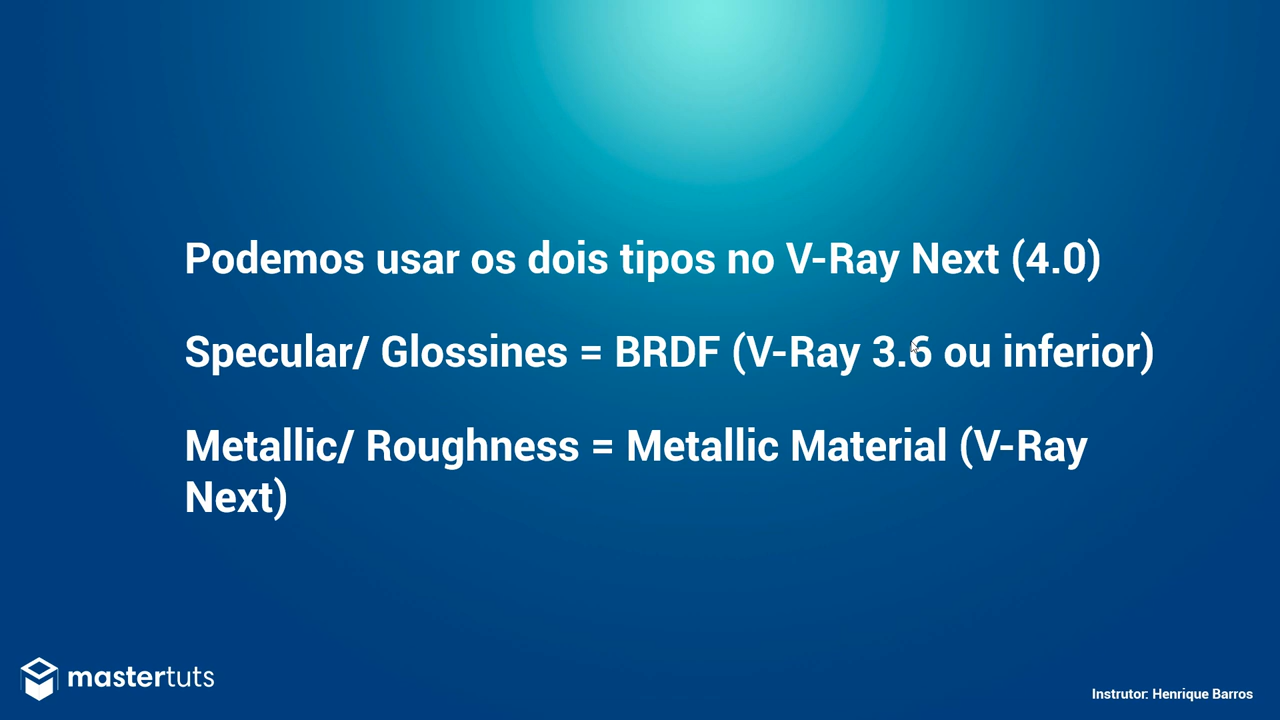 Podemos usar os dois tipos no V-Ray Next (4.0)
Specular/ Glossines = BRDF (V-Ray 3.6 ou inferior)
Metallic/ Roughness = Metallic Material (V-Ray
Next)
mastertuts
Instrutor: Henrique Barros